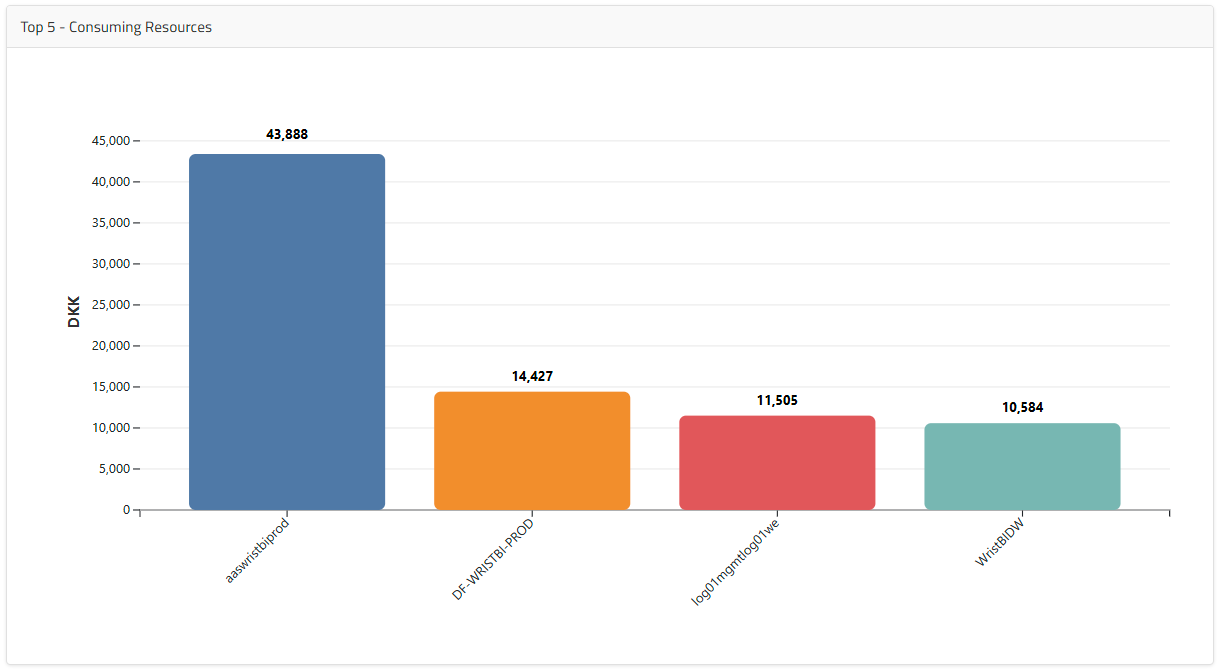 Top 5 - Consuming Resources
43,888
45,000
40,000
35,000
30,000
25,000
20,000
15,000
10,000
5,000
0
DKK
14,427
11,505
10,584
aaswristbiprod
DF-WRISTBI-PROD
log01mgmtlog01we
WristBIDW